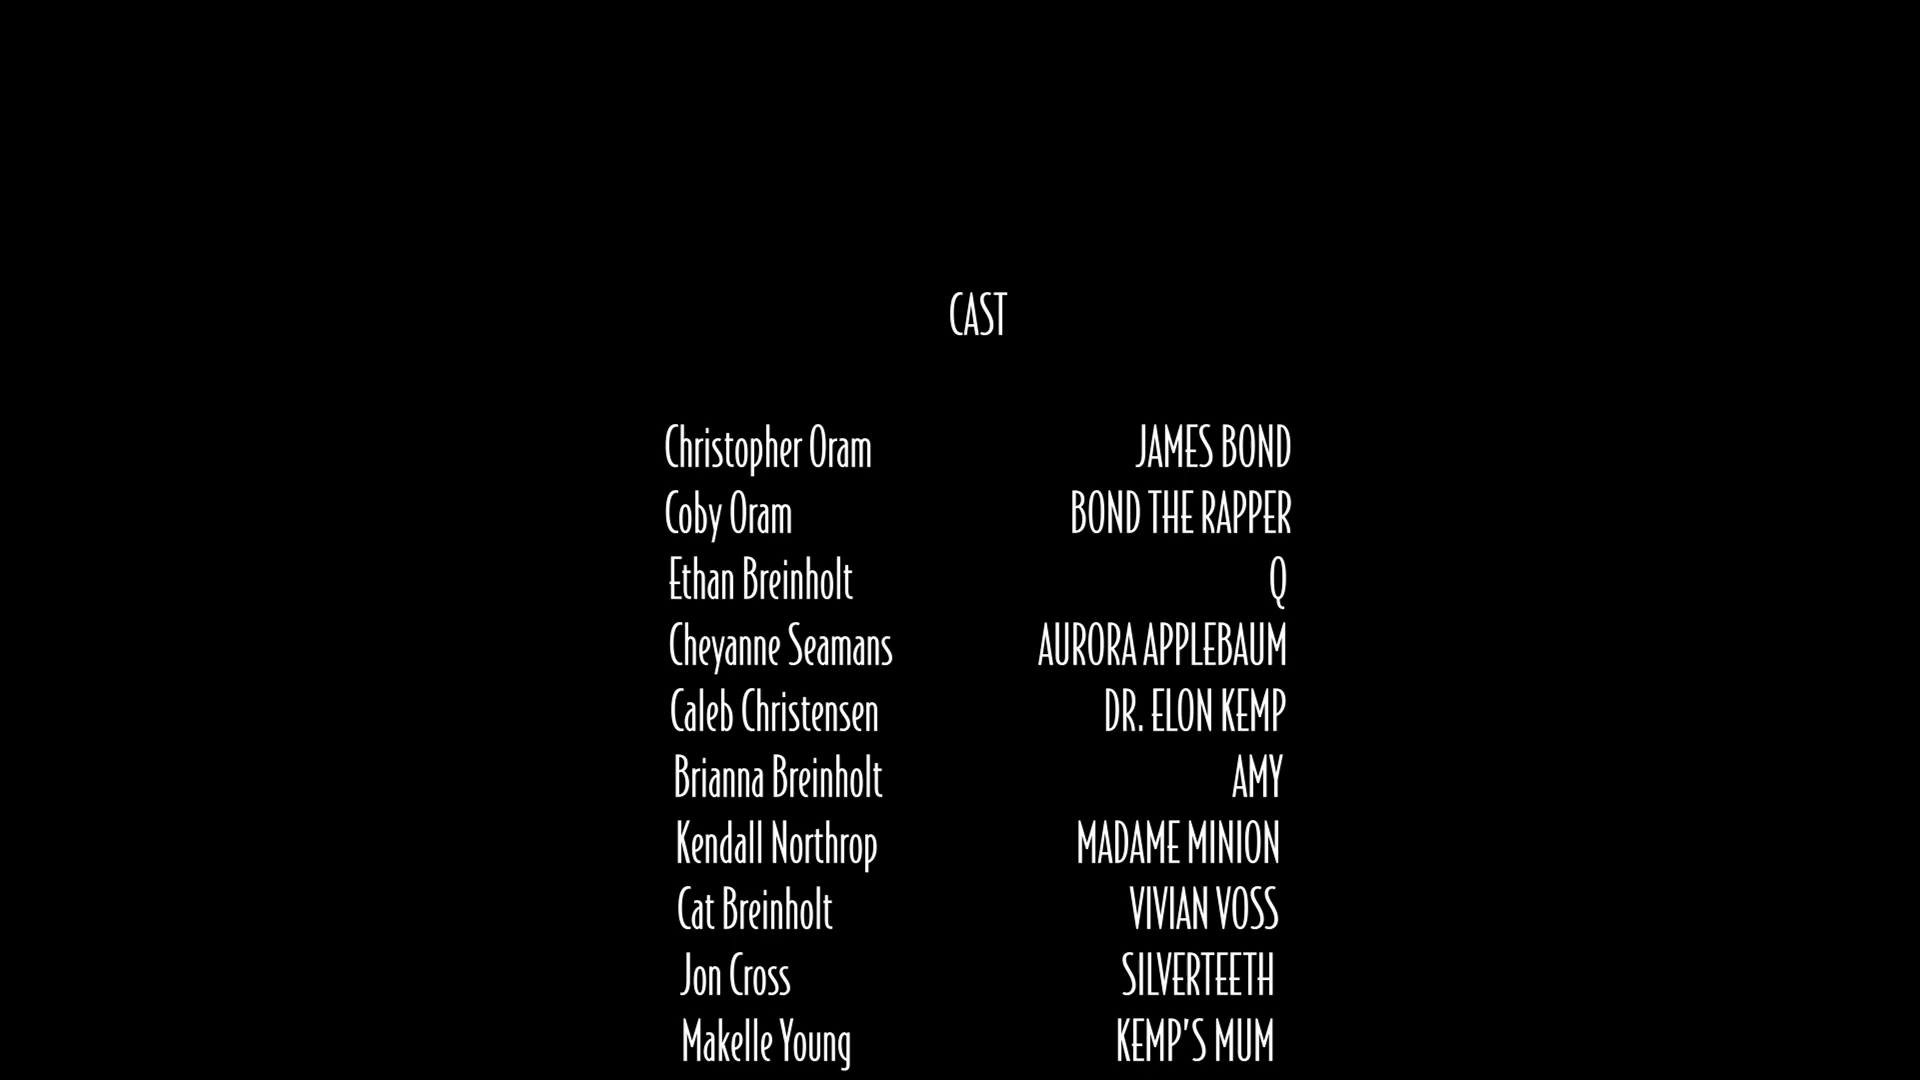 CAST
Christopher Oram JAMES BOND
Coby Oram BOND THE RAPPER
Ethan Breinholt Q
Cheyanne Seamans AURORA APPLEBAUM
Caleb Christensen DR. ELON KEMP
Brianna Breinholt AMY
Kendall Northrop MADAME MINION
Cat Breinholt VIVIAN VOSS
Jon Cross SILVERTEETH
Makelle Young KEMP'S MUM